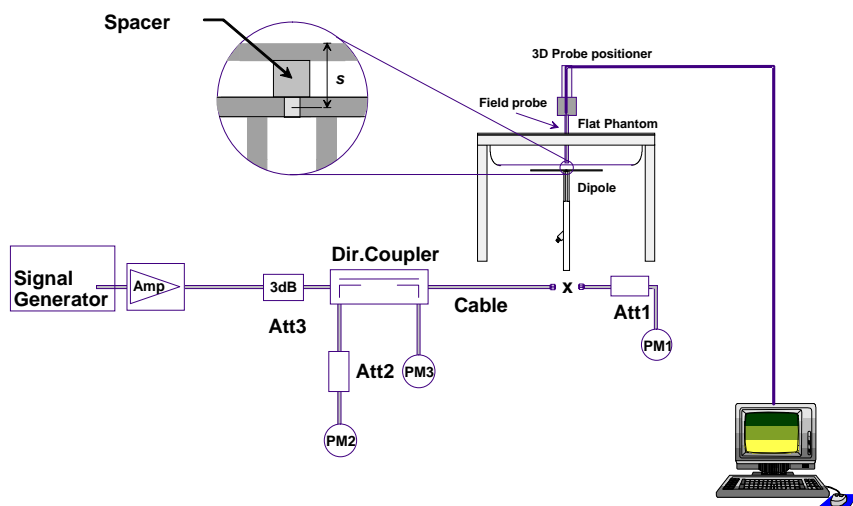 Spacer
s
3D Probe positioner
Field probe
Flat Phantom
Dipole
Signal
Generator
Amp
3dB
Att3
Dir.Coupler
Att2
PM2
PM3
Cable
x
Att1
PM1